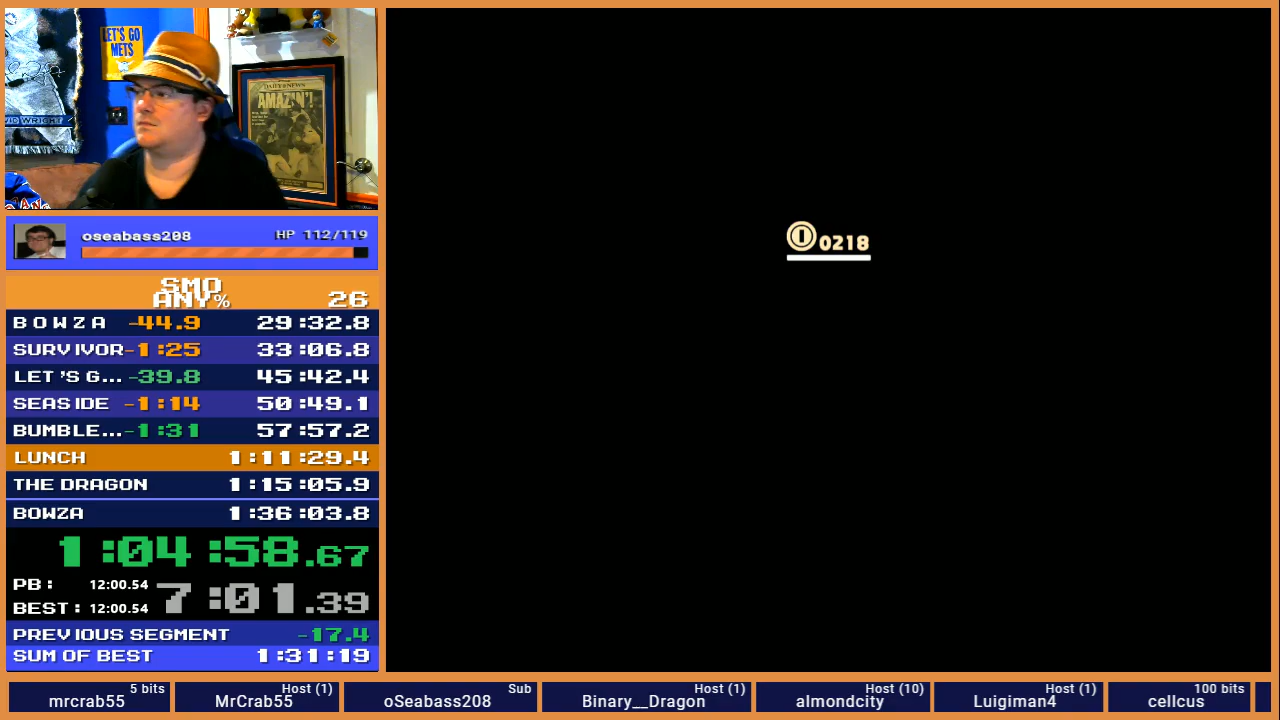 LET'S GO
METS
DAILY NEWS
AMAZIN'!
oseabass208
HP 112/119
SMO
ANY%
26
BOWZA -44.9 29:32.8
SURVIVOR -1:25 33:06.8
LET'S G... -39.8 45:42.4
SEASIDE -1:14 50:49.1
BUMBLE... -1:31 57:57.2
LUNCH 1:11:29.4
THE DRAGON 1:15:05.9
BOWZA 1:36:03.8
1:04:58.67
PB: 12:00.54
BEST: 12:00.54
7:01.39
PREVIOUS SEGMENT -17.4
SUM OF BEST 1:31:19
0218
5 bits
mrcrab55
Host (1)
MrCrab55
Sub
oSeabass208
Host (1)
Binary__Dragon
Host (10)
almondcity
Host (1)
Luigiman4
100 bits
cellcus